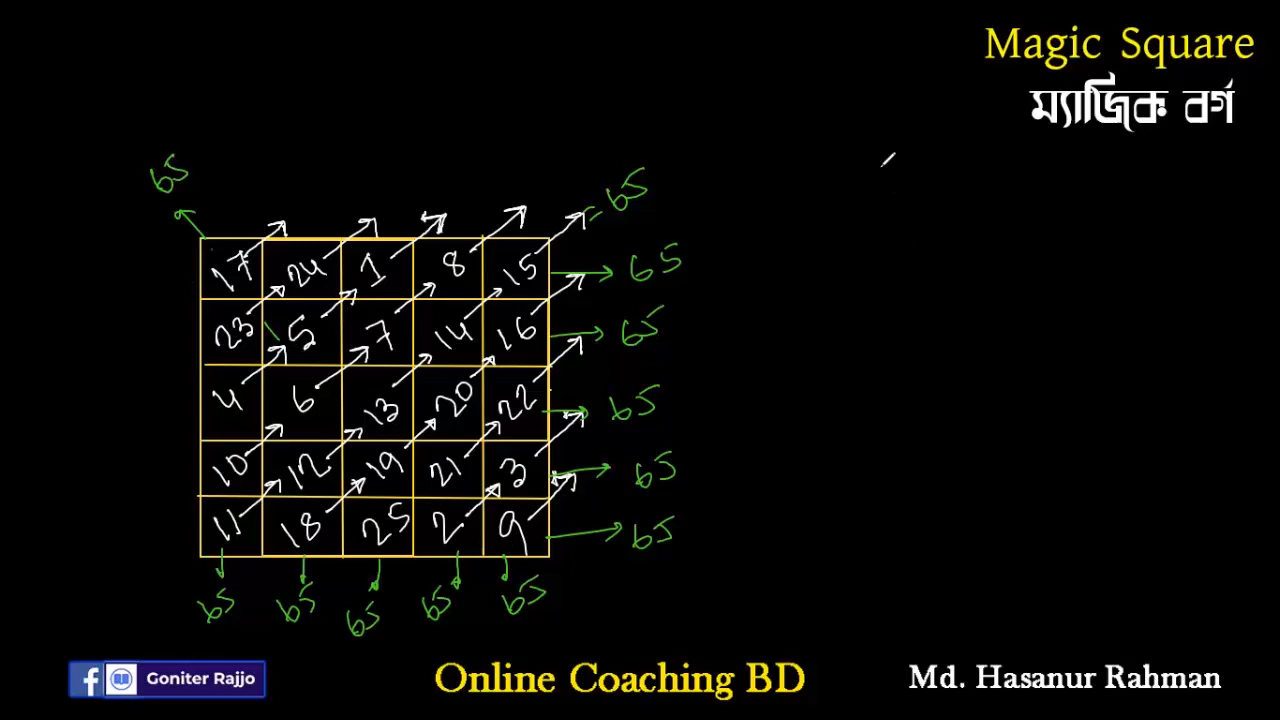 Magic Square
ম্যাজিক বর্গ
65
= 65
17 24 1 8 15 65
23 5 7 14 16 65
4 6 13 20 22 65
10 12 19 21 3 65
11 18 25 2 9 65
65 65 65 65 65
Goniter Rajjo
Online Coaching BD
Md. Hasanur Rahman